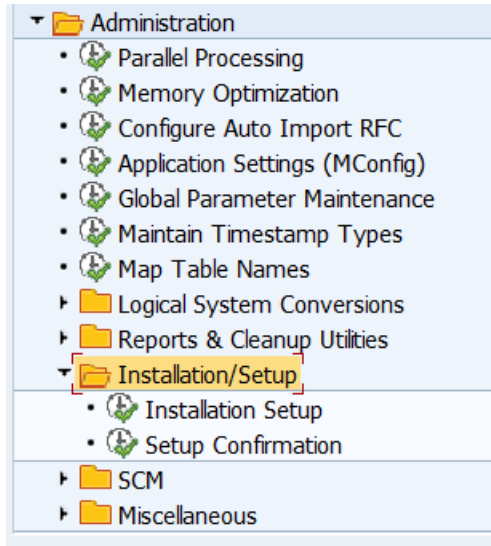 Administration
Parallel Processing
Memory Optimization
Configure Auto Import RFC
Application Settings (MConfig)
Global Parameter Maintenance
Maintain Timestamp Types
Map Table Names
Logical System Conversions
Reports & Cleanup Utilities
Installation/Setup
Installation Setup
Setup Confirmation
SCM
Miscellaneous